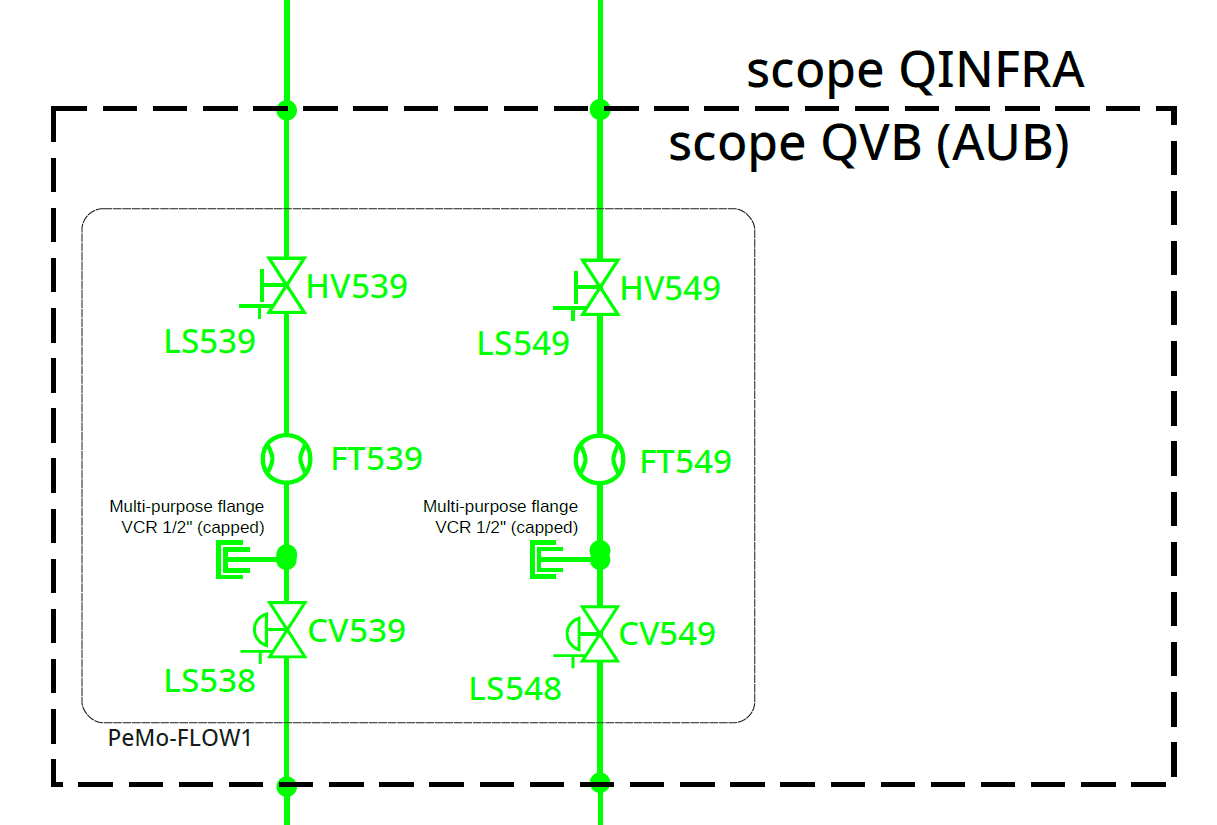 scope QINFRA
scope QVB (AUB)
HV539
HV549
LS539
LS549
FT539
FT549
Multi-purpose flange
VCR 1/2" (capped)
Multi-purpose flange
VCR 1/2" (capped)
CV539
CV549
LS538
LS548
PeMo-FLOW1